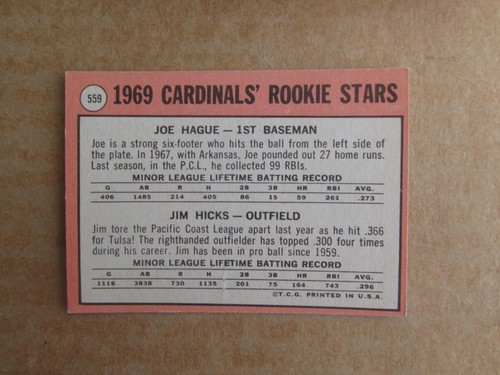 559 1969 CARDINALS' ROOKIE STARS
JOE HAGUE — 1ST BASEMAN
Joe is a strong six-footer who hits the ball from the left side of
the plate. In 1967, with Arkansas, Joe pounded out 27 home runs.
Last season, in the P.C.L., he collected 99 RBIs.
MINOR LEAGUE LIFETIME BATTING RECORD
G AB R H 2B 3B HR RBI AVG.
406 1485 214 405 86 15 59 261 .273
JIM HICKS — OUTFIELD
Jim tore the Pacific Coast League apart last year as he hit .366
for Tulsa! The righthanded outfielder has topped .300 four times
during his career. Jim has been in pro ball since 1959.
MINOR LEAGUE LIFETIME BATTING RECORD
G AB R H 2B 3B HR RBI AVG.
1116 3838 730 1135 201 75 164 743 .296
©T.C.G. PRINTED IN U.S.A.